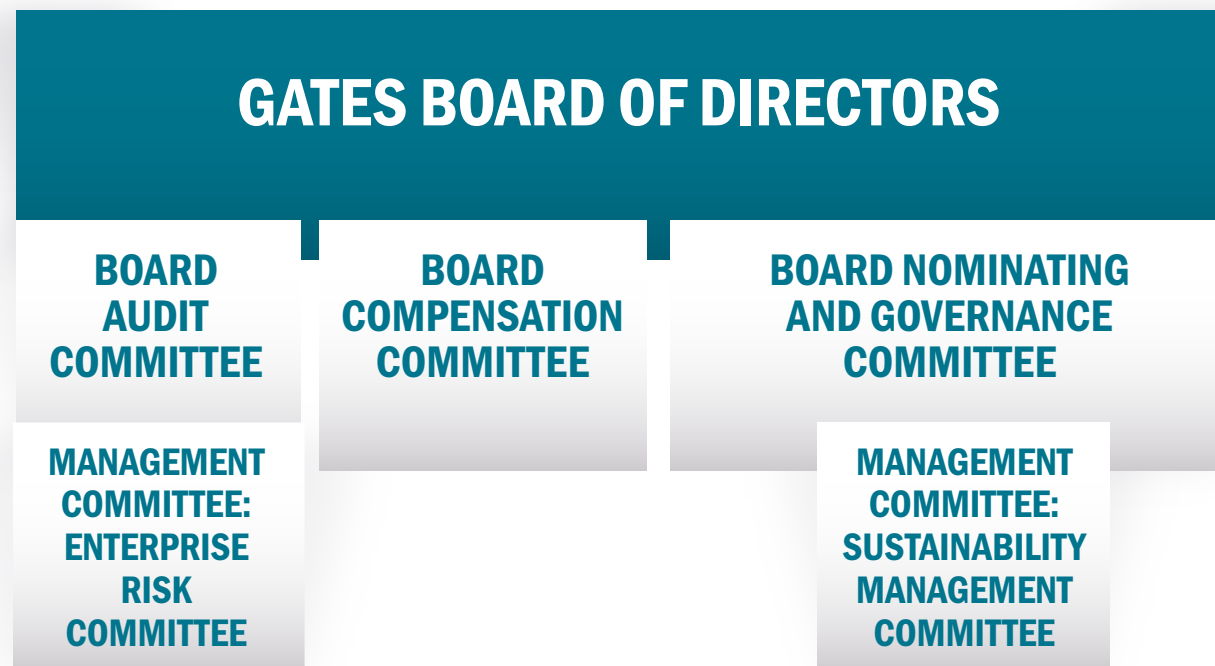 GATES BOARD OF DIRECTORS
BOARD
AUDIT
COMMITTEE
BOARD
COMPENSATION
COMMITTEE
BOARD NOMINATING
AND GOVERNANCE
COMMITTEE
MANAGEMENT
COMMITTEE:
ENTERPRISE
RISK
COMMITTEE
MANAGEMENT
COMMITTEE:
SUSTAINABILITY
MANAGEMENT
COMMITTEE